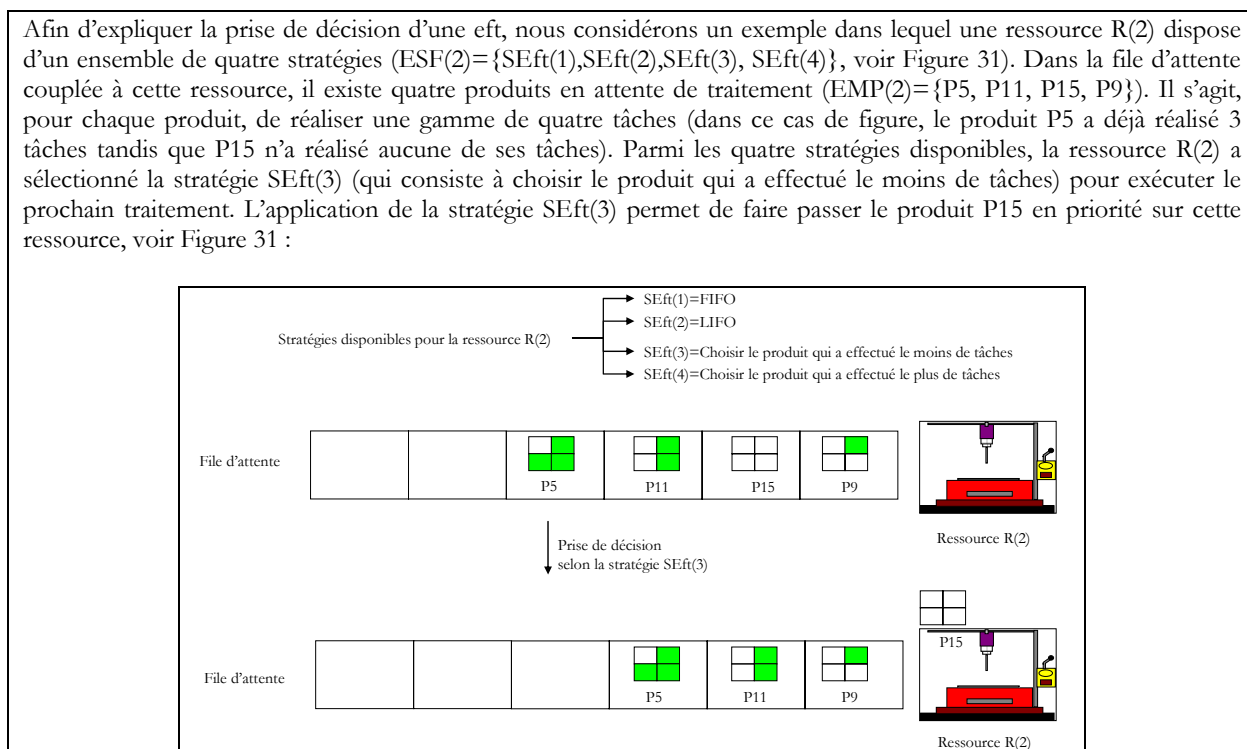 Afin d'expliquer la prise de décision d'une eft, nous considérons un exemple dans lequel une ressource R(2) dispose
d'un ensemble de quatre stratégies (ESF(2)={SEft(1),SEft(2),SEft(3), SEft(4)}, voir Figure 31). Dans la file d'attente
couplée à cette ressource, il existe quatre produits en attente de traitement (EMP(2)={P5, P11, P15, P9}). Il s'agit,
pour chaque produit, de réaliser une gamme de quatre tâches (dans ce cas de figure, le produit P5 a déjà réalisé 3
tâches tandis que P15 n'a réalisé aucune de ses tâches). Parmi les quatre stratégies disponibles, la ressource R(2) a
sélectionné la stratégie SEft(3) (qui consiste à choisir le produit qui a effectué le moins de tâches) pour exécuter le
prochain traitement. L'application de la stratégie SEft(3) permet de faire passer le produit P15 en priorité sur cette
ressource, voir Figure 31 :
SEft(1)=FIFO
SEft(2)=LIFO
Stratégies disponibles pour la ressource R(2)
SEft(3)=Choisir le produit qui a effectué le moins de tâches
SEft(4)=Choisir le produit qui a effectué le plus de tâches
File d'attente
P5 P11 P15 P9
Ressource R(2)
Prise de décision
selon la stratégie SEft(3)
P15
File d'attente
P5 P11 P9
Ressource R(2)